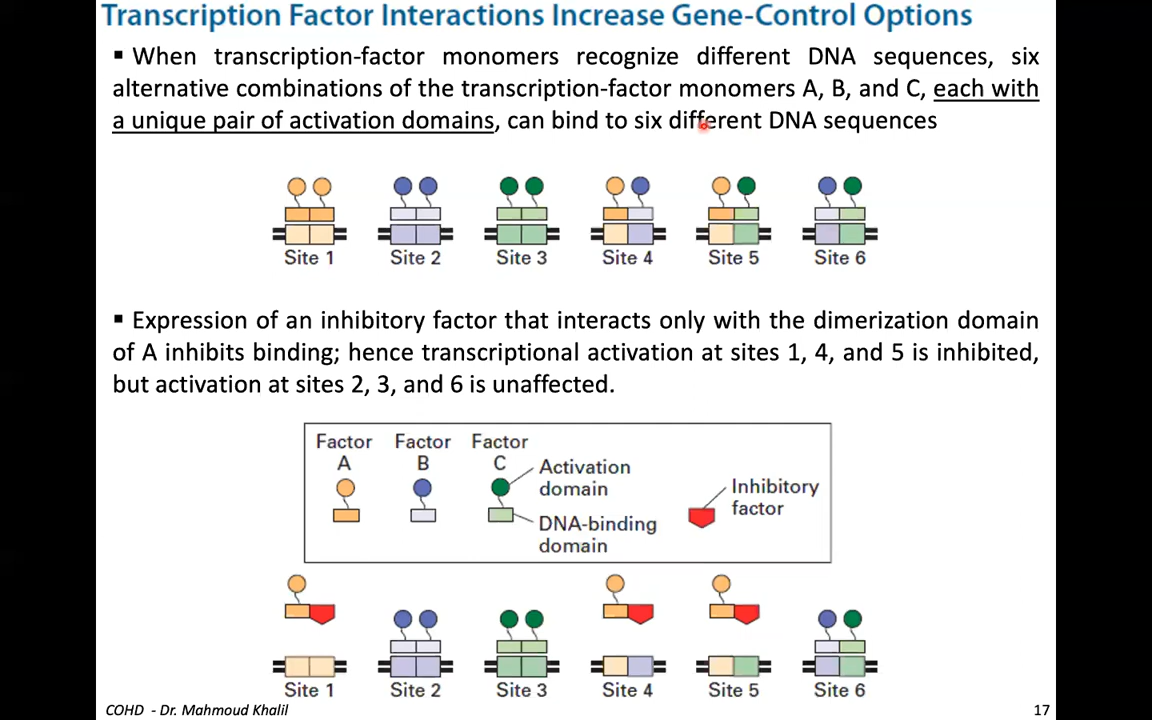 Transcription Factor Interactions Increase Gene-Control Options
▪ When transcription-factor monomers recognize different DNA sequences, six
alternative combinations of the transcription-factor monomers A, B, and C, each with
a unique pair of activation domains, can bind to six different DNA sequences
Site 1 Site 2 Site 3 Site 4 Site 5 Site 6
▪ Expression of an inhibitory factor that interacts only with the dimerization domain
of A inhibits binding; hence transcriptional activation at sites 1, 4, and 5 is inhibited,
but activation at sites 2, 3, and 6 is unaffected.
Factor Factor Factor
A B C
Activation
domain
DNA-binding
domain
Inhibitory
factor
Site 1 Site 2 Site 3 Site 4 Site 5 Site 6
COHD - Dr. Mahmoud Khalil 17